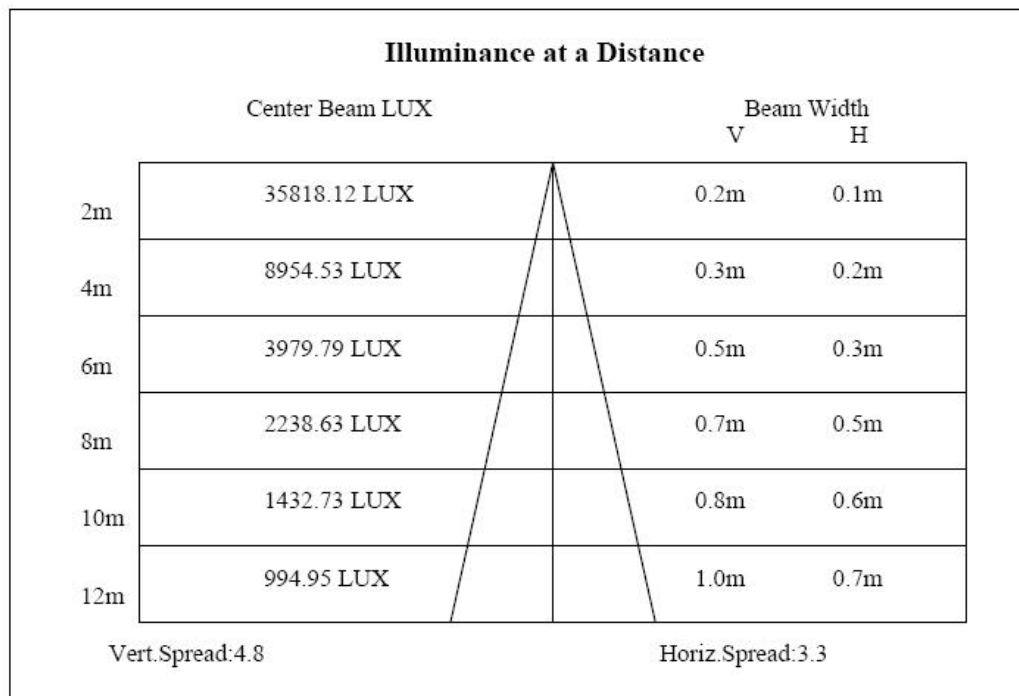 Illuminance at a Distance
Center Beam LUX Beam Width
V H
2m 35818.12 LUX 0.2m 0.1m
4m 8954.53 LUX 0.3m 0.2m
6m 3979.79 LUX 0.5m 0.3m
8m 2238.63 LUX 0.7m 0.5m
10m 1432.73 LUX 0.8m 0.6m
12m 994.95 LUX 1.0m 0.7m
Vert.Spread:4.8 Horiz.Spread:3.3